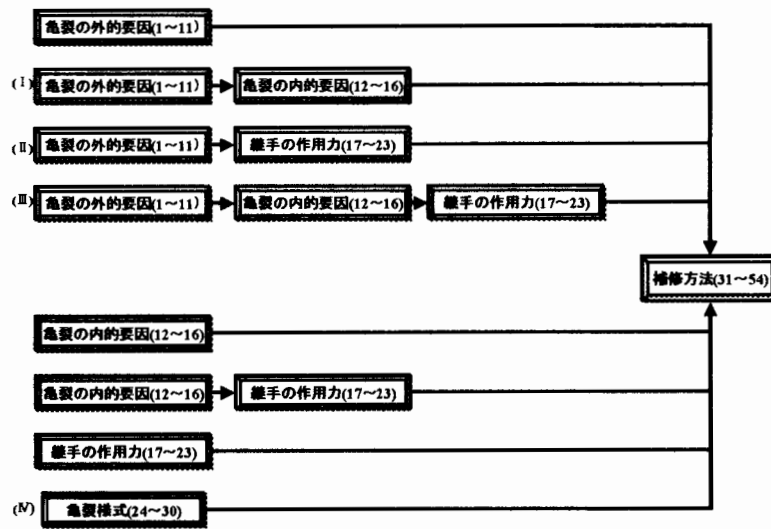 亀裂の外的要因(1〜11)
(Ⅰ) 亀裂の外的要因(1〜11) 亀裂の内的要因(12〜16)
(Ⅱ) 亀裂の外的要因(1〜11) 継手の作用力(17〜23)
(Ⅲ) 亀裂の外的要因(1〜11) 亀裂の内的要因(12〜16) 継手の作用力(17〜23)
補修方法(31〜54)
亀裂の内的要因(12〜16)
亀裂の内的要因(12〜16) 継手の作用力(17〜23)
継手の作用力(17〜23)
(Ⅳ) 亀裂様式(24〜30)